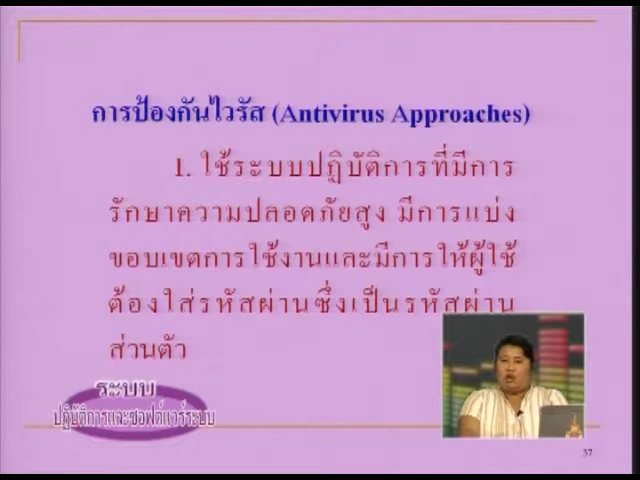 การป้องกันไวรัส (Antivirus Approaches)
1. ใช้ระบบปฏิบัติการที่มีการ
รักษาความปลอดภัยสูง มีการแบ่ง
ขอบเขตการใช้งานและมีการให้ผู้ใช้
ต้องใส่รหัสผ่านซึ่งเป็นรหัสผ่าน
ส่วนตัว
ระบบ
ปฏิบัติการและซอฟต์แวร์ระบบ
37